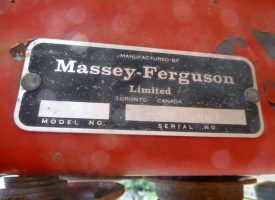 MANUFACTURED BY
Massey-Ferguson
Limited
TORONTO CANADA
MODEL NO. SERIAL NO.